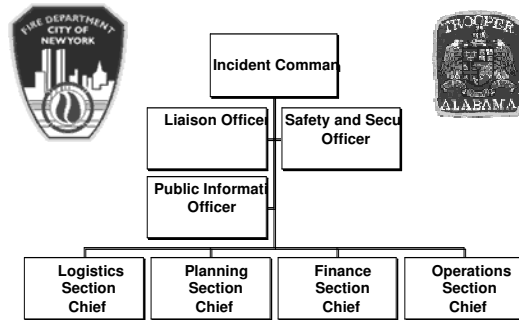 FIRE DEPARTMENT
CITY OF
NEW YORK
TROOPER
ALABAMA
Incident Comman
Liaison Officer
Safety and Secu
Officer
Public Informati
Officer
Logistics
Section
Chief
Planning
Section
Chief
Finance
Section
Chief
Operations
Section
Chief